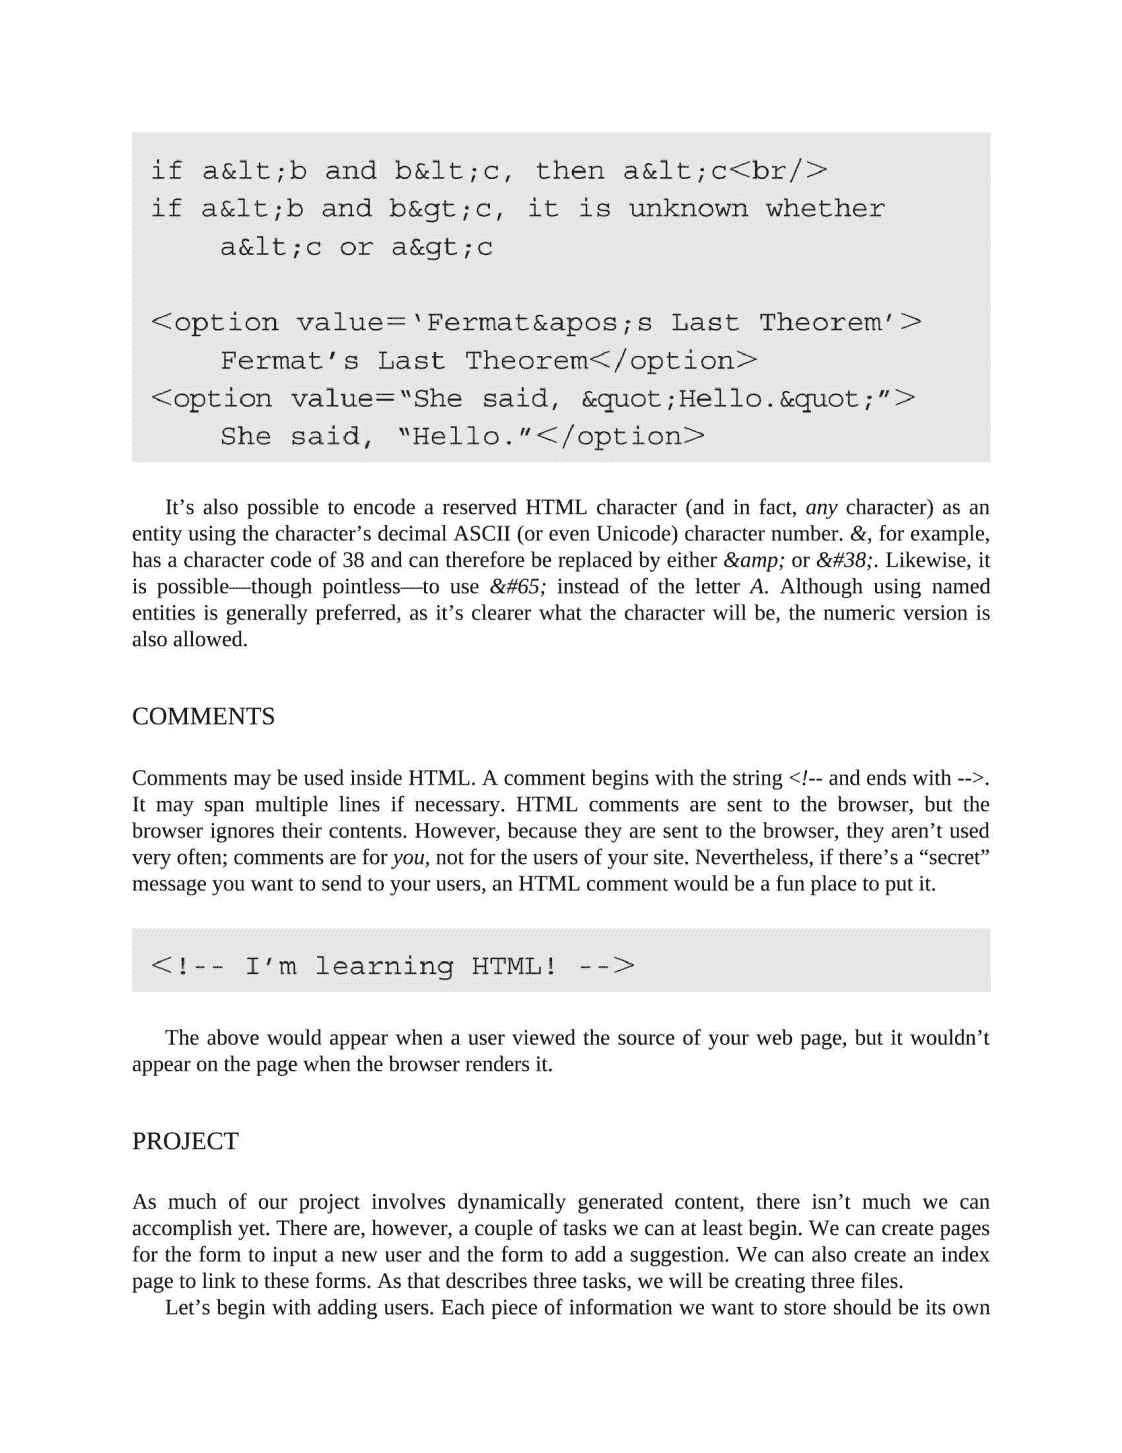 if a&lt;b and b&lt;c, then a&lt;c<br/>
if a&lt;b and b&gt;c, it is unknown whether
a&lt;c or a&gt;c
<option value=‘Fermat&apos;s Last Theorem’>
Fermat’s Last Theorem</option>
<option value=“She said, &quot;Hello.&quot;”>
She said, “Hello.”</option>
It’s also possible to encode a reserved HTML character (and in fact, any character) as an
entity using the character’s decimal ASCII (or even Unicode) character number. &, for example,
has a character code of 38 and can therefore be replaced by either &amp; or &#38;. Likewise, it
is possible—though pointless—to use &#65; instead of the letter A. Although using named
entities is generally preferred, as it’s clearer what the character will be, the numeric version is
also allowed.
COMMENTS
Comments may be used inside HTML. A comment begins with the string <!-- and ends with -->.
It may span multiple lines if necessary. HTML comments are sent to the browser, but the
browser ignores their contents. However, because they are sent to the browser, they aren’t used
very often; comments are for you, not for the users of your site. Nevertheless, if there’s a “secret”
message you want to send to your users, an HTML comment would be a fun place to put it.
<!-- I’m learning HTML! -->
The above would appear when a user viewed the source of your web page, but it wouldn’t
appear on the page when the browser renders it.
PROJECT
As much of our project involves dynamically generated content, there isn’t much we can
accomplish yet. There are, however, a couple of tasks we can at least begin. We can create pages
for the form to input a new user and the form to add a suggestion. We can also create an index
page to link to these forms. As that describes three tasks, we will be creating three files.
Let’s begin with adding users. Each piece of information we want to store should be its own